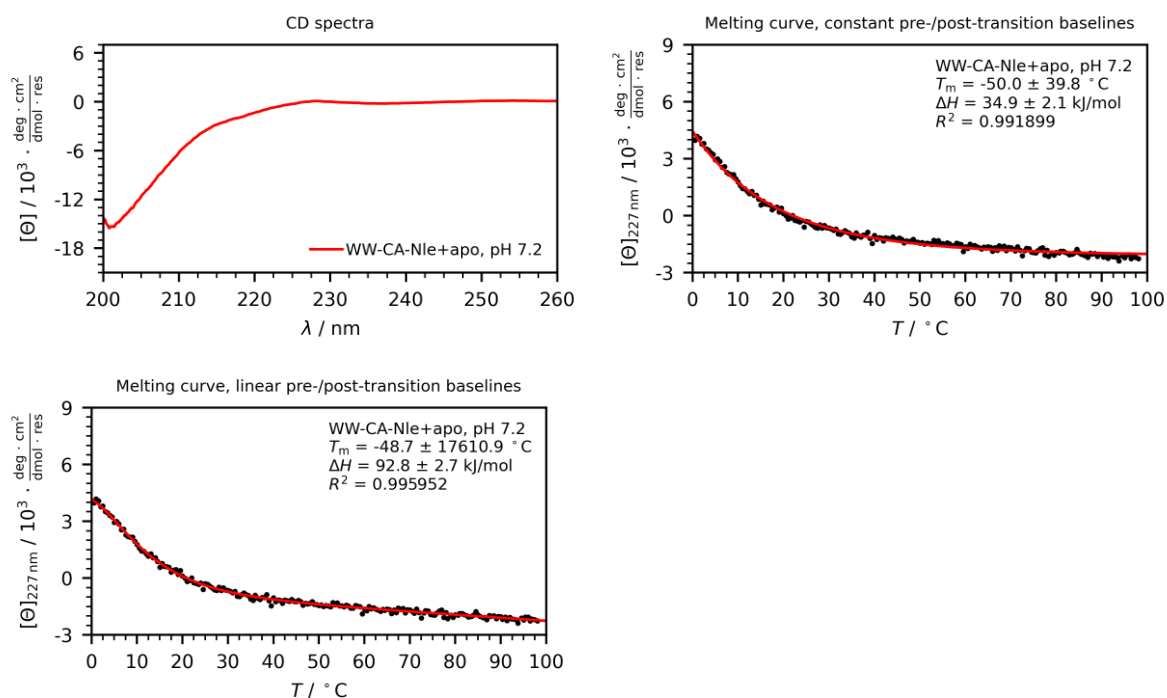 CD spectra
[Θ] / 10³ · deg · cm² / dmol · res
6
0
-6
-12
-18
WW-CA-Nle+apo, pH 7.2
200 210 220 230 240 250 260
λ / nm
Melting curve, constant pre-/post-transition baselines
[Θ]227 nm / 10³ · deg · cm² / dmol · res
9
6
3
0
-3
WW-CA-Nle+apo, pH 7.2
Tm = -50.0 ± 39.8 °C
ΔH = 34.9 ± 2.1 kJ/mol
R² = 0.991899
0 10 20 30 40 50 60 70 80 90 100
T / °C
Melting curve, linear pre-/post-transition baselines
[Θ]227 nm / 10³ · deg · cm² / dmol · res
9
6
3
0
-3
WW-CA-Nle+apo, pH 7.2
Tm = -48.7 ± 17610.9 °C
ΔH = 92.8 ± 2.7 kJ/mol
R² = 0.995952
0 10 20 30 40 50 60 70 80 90 100
T / °C